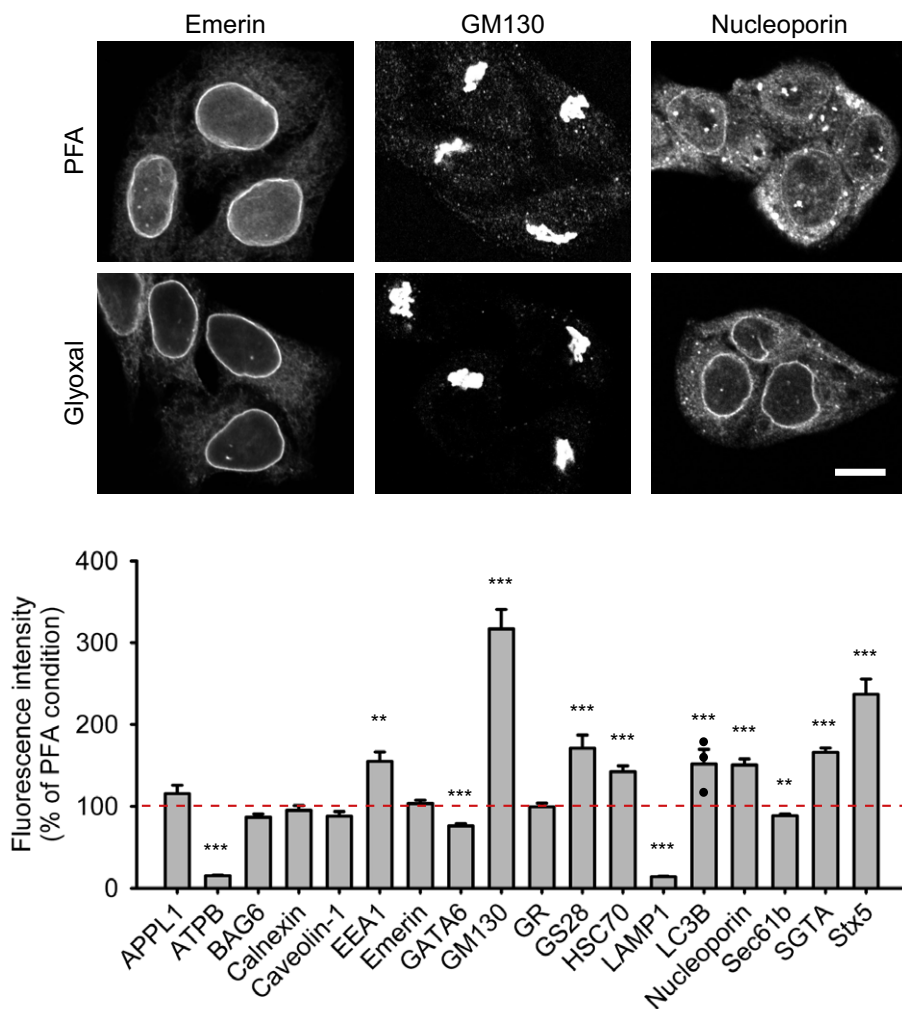 Emerin GM130 Nucleoporin
PFA
Glyoxal
Fluorescence intensity
(% of PFA condition)
400
300
200
100
0
***
**
***
***
***
***
***
***
***
**
***
***
APPL1
ATPB
BAG6
Calnexin
Caveolin-1
EEA1
Emerin
GATA6
GM130
GR
GS28
HSC70
LAMP1
LC3B
Nucleoporin
Sec61b
SGTA
Stx5